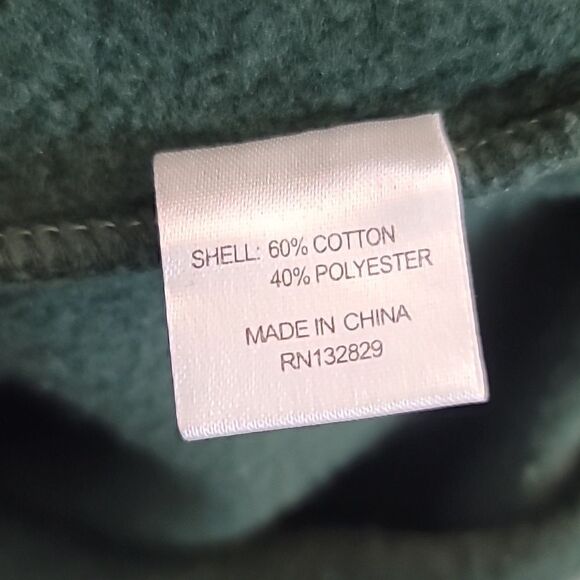 SHELL: 60% COTTON
40% POLYESTER
MADE IN CHINA
RN132829